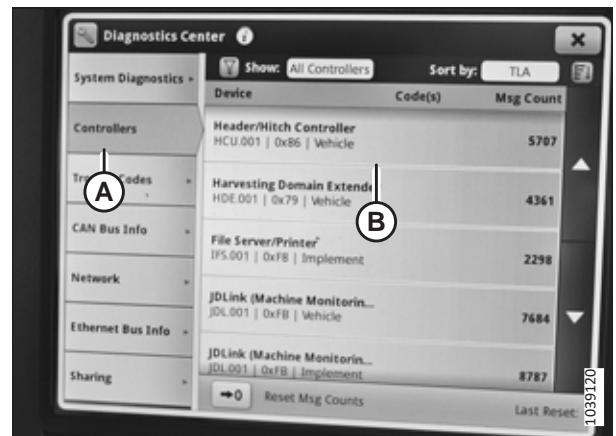 Diagnostics Center
System Diagnostics
Show: All Controllers Sort by: TLA
Device Code(s) Msg Count
Controllers
Header/Hitch Controller
HCU.001 | 0x86 | Vehicle 5707
A
B
Harvesting Domain Extende
HDE.001 | 0x79 | Vehicle 4361
CAN Bus Info
File Server/Printer
IFS.001 | 0xF8 | Implement 2298
Network
JDLink (Machine Monitorin...
JDL.001 | 0xFB | Vehicle 7684
Ethernet Bus Info
JDLink (Machine Monitorin...
JDL.001 | 0xFB | Implement 8787
Sharing
→0 Reset Msg Counts Last Reset:
1039120